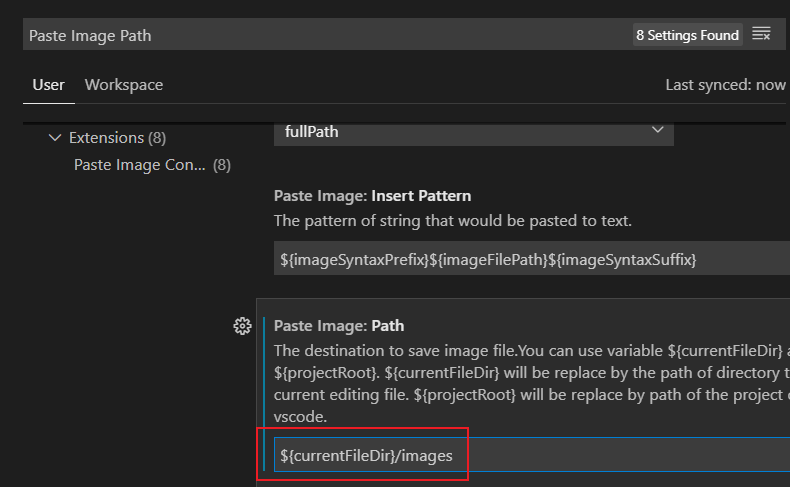 Paste Image Path
8 Settings Found
User Workspace
Last synced: now
Extensions (8)
Paste Image Con... (8)
fullPath
Paste Image: Insert Pattern
The pattern of string that would be pasted to text.
${imageSyntaxPrefix}${imageFilePath}${imageSyntaxSuffix}
Paste Image: Path
The destination to save image file.You can use variable ${currentFileDir} a
${projectRoot}. ${currentFileDir} will be replace by the path of directory t
current editing file. ${projectRoot} will be replace by path of the project o
vscode.
${currentFileDir}/images